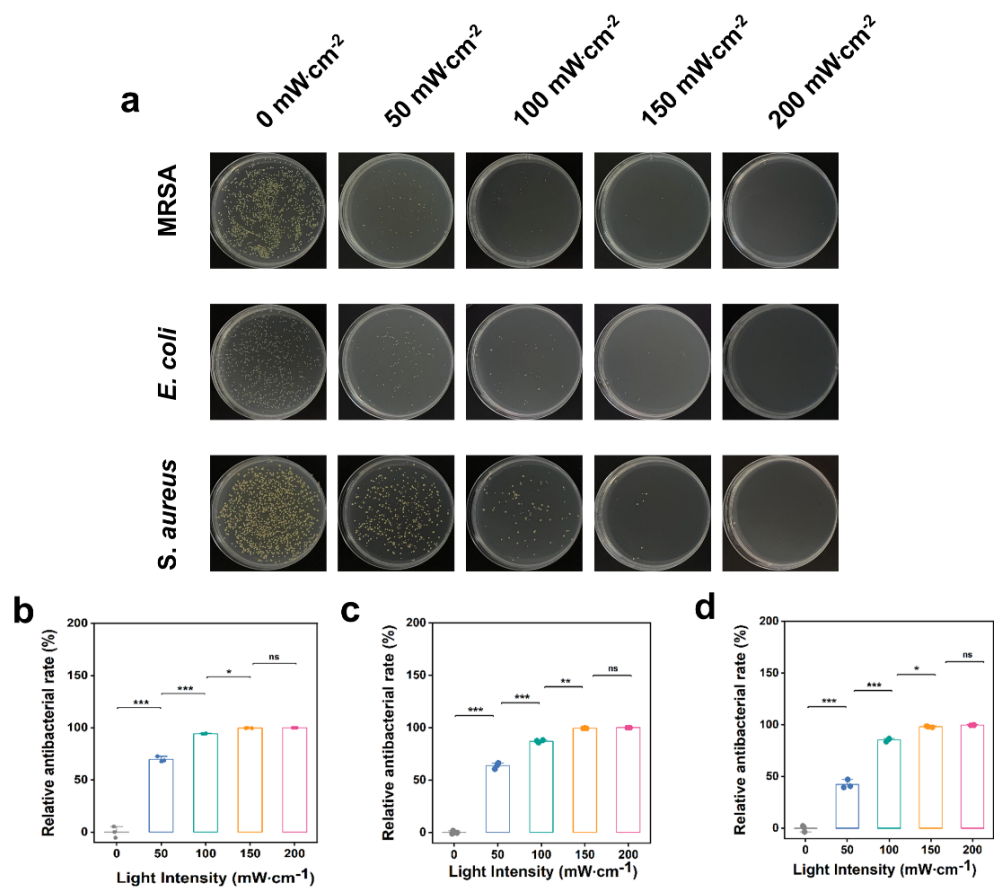 a
0 mW·cm-2
50 mW·cm-2
100 mW·cm-2
150 mW·cm-2
200 mW·cm-2
MRSA
E. coli
S. aureus
b
Relative antibacterial rate (%)
200
150
100
50
0
***
***
*
ns
0 50 100 150 200
Light Intensity (mW·cm-1)
c
Relative antibacterial rate (%)
200
150
100
50
0
***
***
**
ns
0 50 100 150 200
Light Intensity (mW·cm-1)
d
Relative antibacterial rate (%)
200
150
100
50
0
***
***
*
ns
0 50 100 150 200
Light Intensity (mW·cm-1)